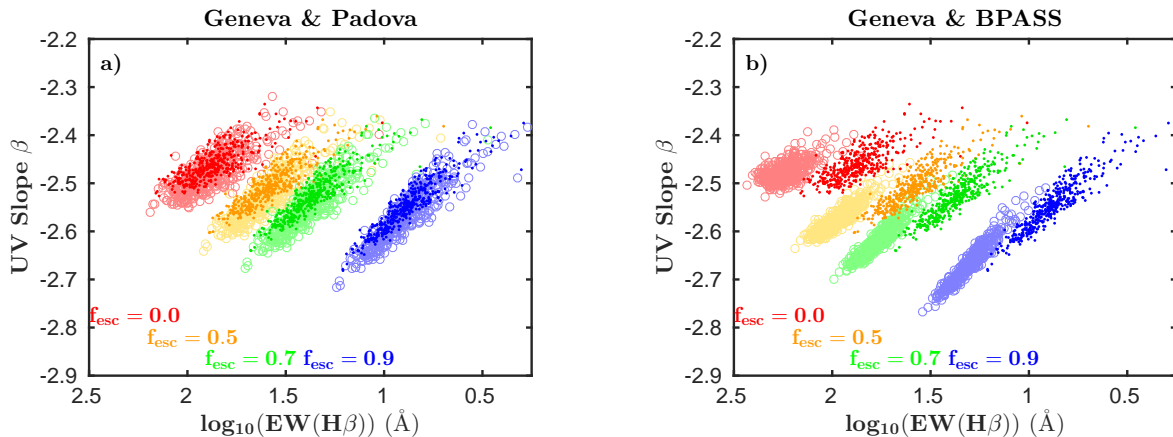 Geneva & Padova
a)
-2.2
-2.3
-2.4
-2.5
-2.6
-2.7
-2.8
-2.9
UV Slope β
f_esc = 0.0
f_esc = 0.5
f_esc = 0.7 f_esc = 0.9
2.5 2 1.5 1 0.5
log₁₀(EW(Hβ)) (Å)
Geneva & BPASS
b)
-2.2
-2.3
-2.4
-2.5
-2.6
-2.7
-2.8
-2.9
UV Slope β
f_esc = 0.0
f_esc = 0.5
f_esc = 0.7 f_esc = 0.9
2.5 2 1.5 1 0.5
log₁₀(EW(Hβ)) (Å)